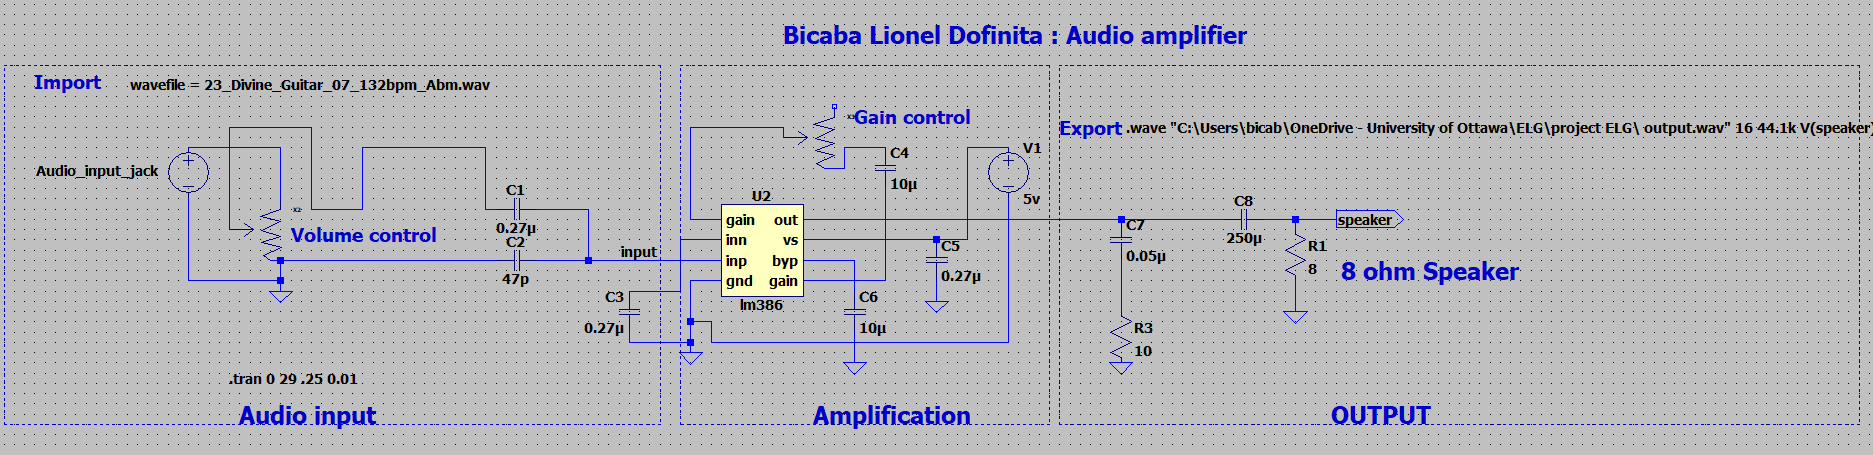 Bicaba Lionel Dofinita : Audio amplifier
Import
wavefile = 23_Divine_Guitar_07_132bpm_Abm.wav
Audio_input_jack
X2
Volume control
C1
0.27µ
C2
47p
input
C3
0.27µ
.tran 0 29 .25 0.01
Audio input
Gain control
C4
10µ
V1
5v
U2
gain out
inn vs
inp byp
gnd gain
lm386
C5
0.27µ
C6
10µ
Amplification
Export .wave "C:\Users\bicab\OneDrive - University of Ottawa\ELG\project ELG\ output.wav" 16 44.1k V(speaker)
C7
0.05µ
R3
10
C8
250µ
speaker
R1
8
8 ohm Speaker
OUTPUT